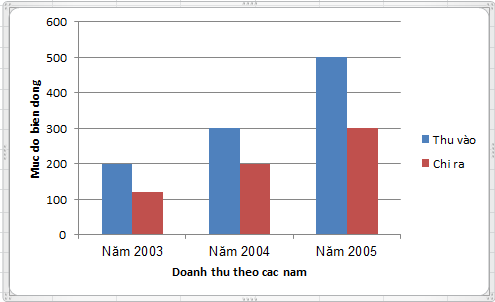 600
500
400
300
200
100
0
Muc do bien dong
Năm 2003 Năm 2004 Năm 2005
Doanh thu theo cac nam
Thu vào
Chi ra